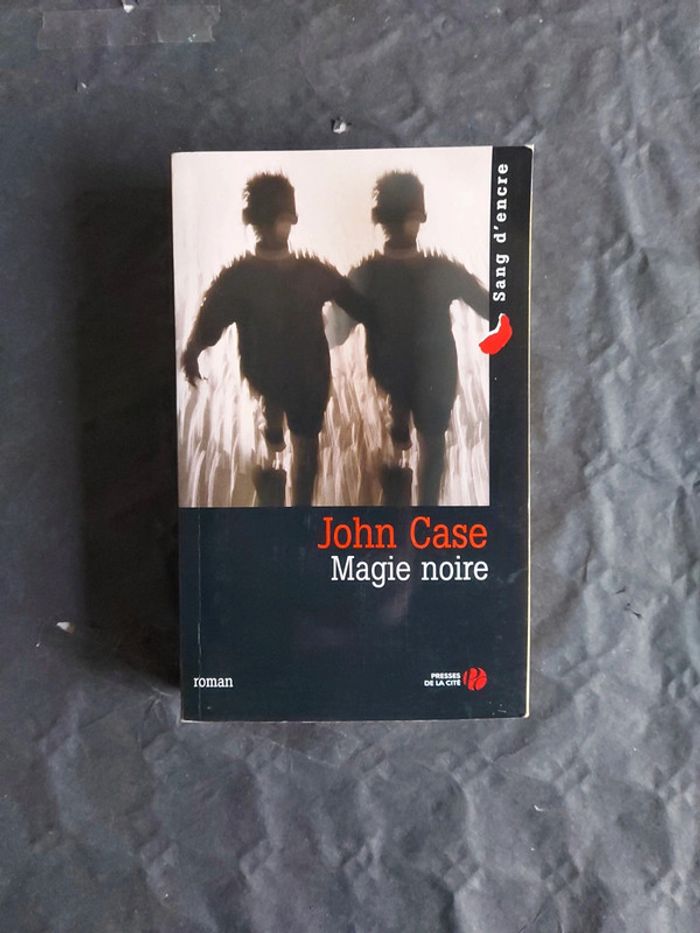 Sang d'encre
John Case
Magie noire
roman
PRESSES
DE LA CITÉ